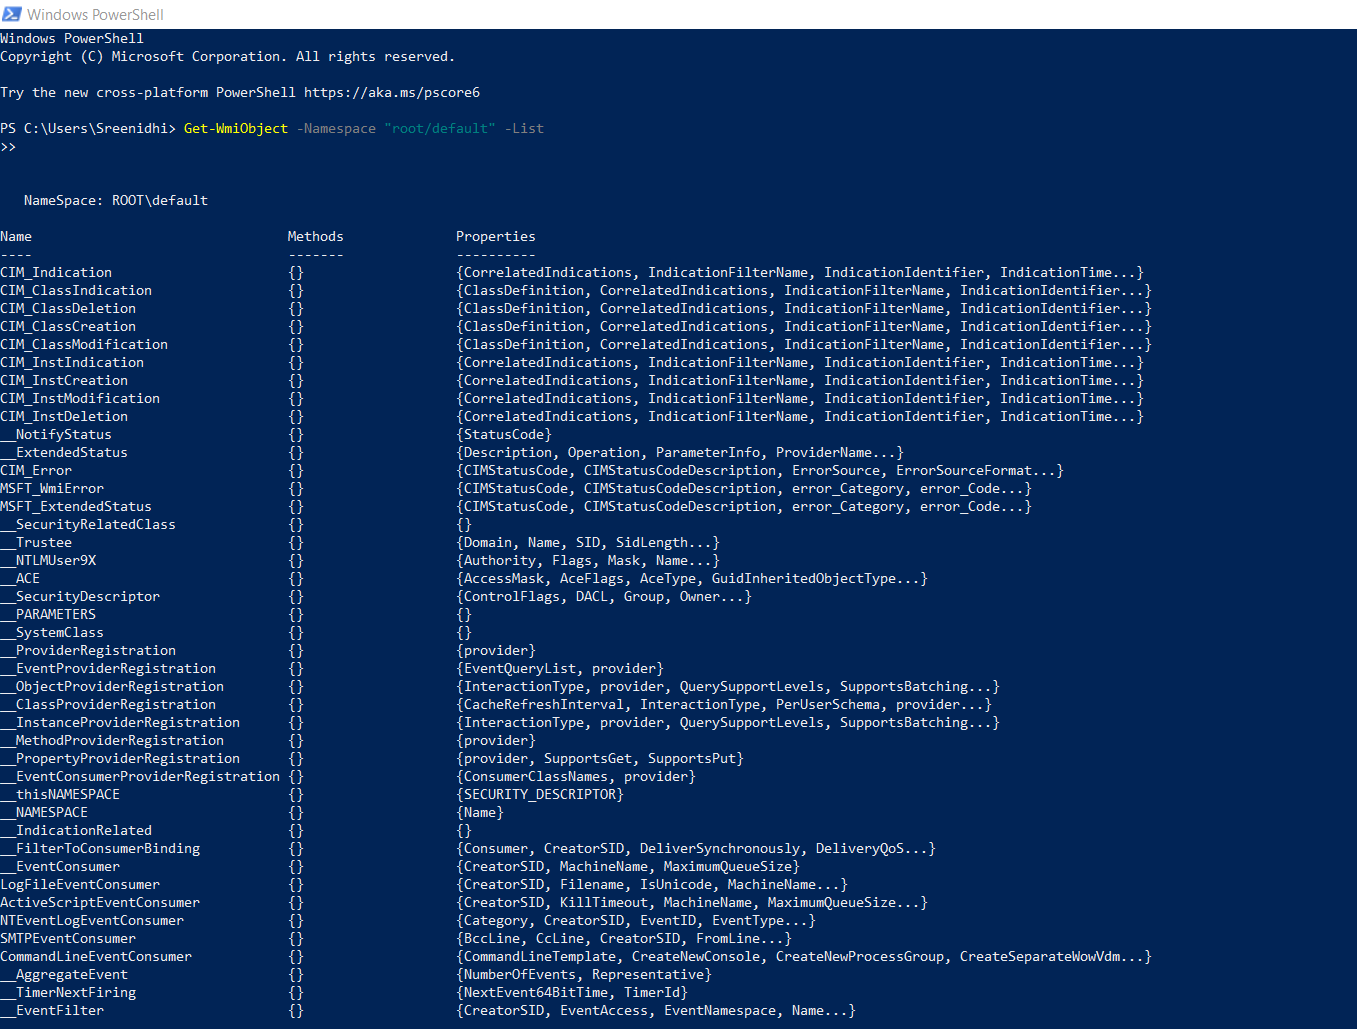 Windows PowerShell
Windows PowerShell
Copyright (C) Microsoft Corporation. All rights reserved.
Try the new cross-platform PowerShell https://aka.ms/pscore6
PS C:\Users\Sreenidhi> Get-WmiObject -Namespace "root/default" -List
>>
NameSpace: ROOT\default
Name Methods Properties
---- ------- ----------
CIM_Indication {} {CorrelatedIndications, IndicationFilterName, IndicationIdentifier, IndicationTime...}
CIM_ClassIndication {} {ClassDefinition, CorrelatedIndications, IndicationFilterName, IndicationIdentifier...}
CIM_ClassDeletion {} {ClassDefinition, CorrelatedIndications, IndicationFilterName, IndicationIdentifier...}
CIM_ClassCreation {} {ClassDefinition, CorrelatedIndications, IndicationFilterName, IndicationIdentifier...}
CIM_ClassModification {} {ClassDefinition, CorrelatedIndications, IndicationFilterName, IndicationIdentifier...}
CIM_InstIndication {} {CorrelatedIndications, IndicationFilterName, IndicationIdentifier, IndicationTime...}
CIM_InstCreation {} {CorrelatedIndications, IndicationFilterName, IndicationIdentifier, IndicationTime...}
CIM_InstModification {} {CorrelatedIndications, IndicationFilterName, IndicationIdentifier, IndicationTime...}
CIM_InstDeletion {} {CorrelatedIndications, IndicationFilterName, IndicationIdentifier, IndicationTime...}
__NotifyStatus {} {StatusCode}
__ExtendedStatus {} {Description, Operation, ParameterInfo, ProviderName...}
CIM_Error {} {CIMStatusCode, CIMStatusCodeDescription, ErrorSource, ErrorSourceFormat...}
MSFT_WmiError {} {CIMStatusCode, CIMStatusCodeDescription, error_Category, error_Code...}
MSFT_ExtendedStatus {} {CIMStatusCode, CIMStatusCodeDescription, error_Category, error_Code...}
__SecurityRelatedClass {} {}
__Trustee {} {Domain, Name, SID, SidLength...}
__NTLMUser9X {} {Authority, Flags, Mask, Name...}
__ACE {} {AccessMask, AceFlags, AceType, GuidInheritedObjectType...}
__SecurityDescriptor {} {ControlFlags, DACL, Group, Owner...}
__PARAMETERS {} {}
__SystemClass {} {}
__ProviderRegistration {} {provider}
__EventProviderRegistration {} {EventQueryList, provider}
__ObjectProviderRegistration {} {InteractionType, provider, QuerySupportLevels, SupportsBatching...}
__ClassProviderRegistration {} {CacheRefreshInterval, InteractionType, PerUserSchema, provider...}
__InstanceProviderRegistration {} {InteractionType, provider, QuerySupportLevels, SupportsBatching...}
__MethodProviderRegistration {} {provider}
__PropertyProviderRegistration {} {provider, SupportsGet, SupportsPut}
__EventConsumerProviderRegistration {} {ConsumerClassNames, provider}
__thisNAMESPACE {} {SECURITY_DESCRIPTOR}
__NAMESPACE {} {Name}
__IndicationRelated {} {}
__FilterToConsumerBinding {} {Consumer, CreatorSID, DeliverSynchronously, DeliveryQoS...}
__EventConsumer {} {CreatorSID, MachineName, MaximumQueueSize}
LogFileEventConsumer {} {CreatorSID, Filename, IsUnicode, MachineName...}
ActiveScriptEventConsumer {} {CreatorSID, KillTimeout, MachineName, MaximumQueueSize...}
NTEventLogEventConsumer {} {Category, CreatorSID, EventID, EventType...}
SMTPEventConsumer {} {BccLine, CcLine, CreatorSID, FromLine...}
CommandLineEventConsumer {} {CommandLineTemplate, CreateNewConsole, CreateNewProcessGroup, CreateSeparateWowVdm...}
__AggregateEvent {} {NumberOfEvents, Representative}
__TimerNextFiring {} {NextEvent64BitTime, TimerId}
__EventFilter {} {CreatorSID, EventAccess, EventNamespace, Name...}